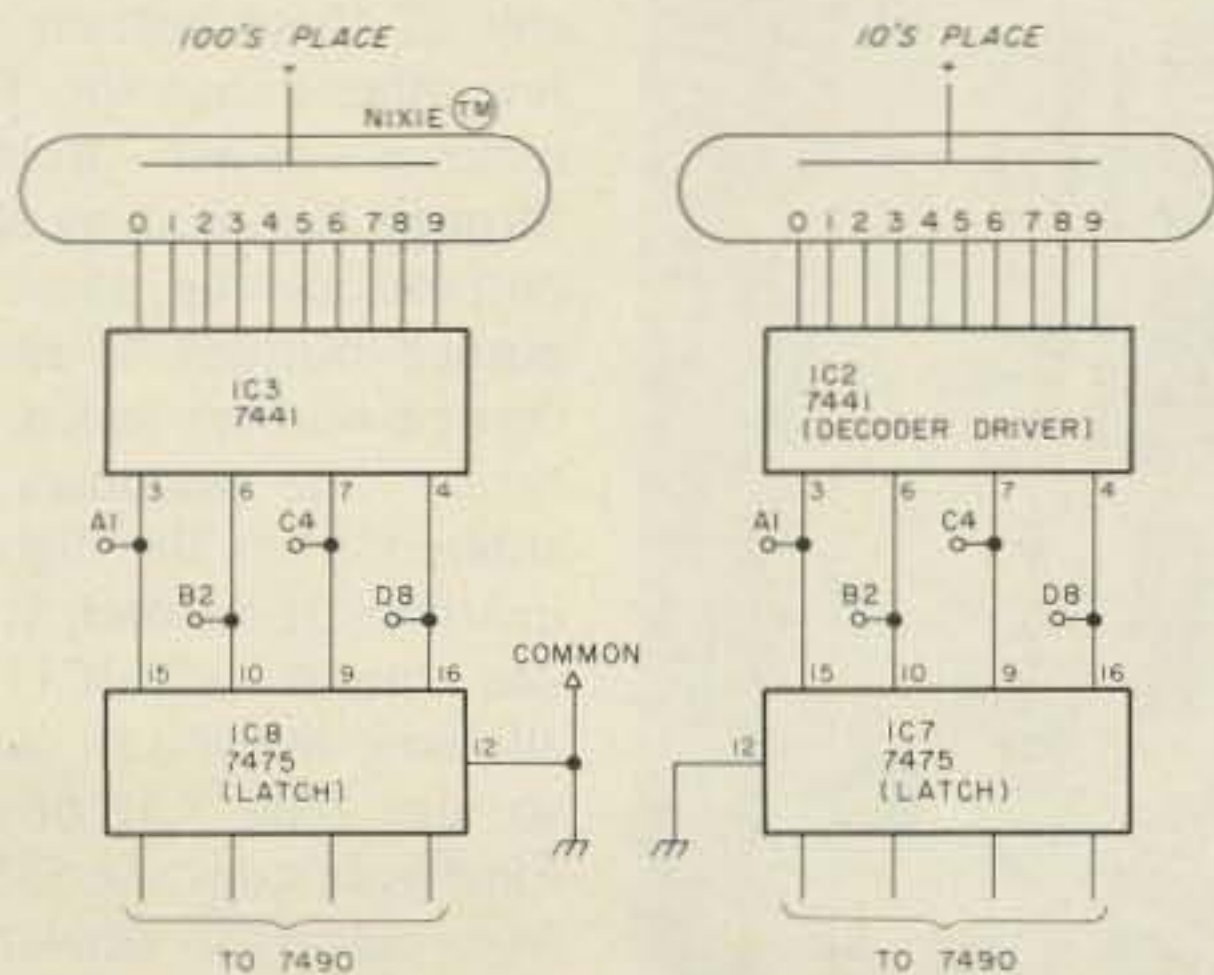 100'S PLACE
10'S PLACE
NIXIE TM
0 1 2 3 4 5 6 7 8 9
0 1 2 3 4 5 6 7 8 9
IC3
7441
IC2
7441
(DECODER DRIVER)
3 6 7 4
3 6 7 4
A1 C4
A1 C4
B2 D8
B2 D8
COMMON
15 10 9 16
15 10 9 16
IC8
7475
(LATCH)
12
12
IC7
7475
(LATCH)
TO 7490
TO 7490